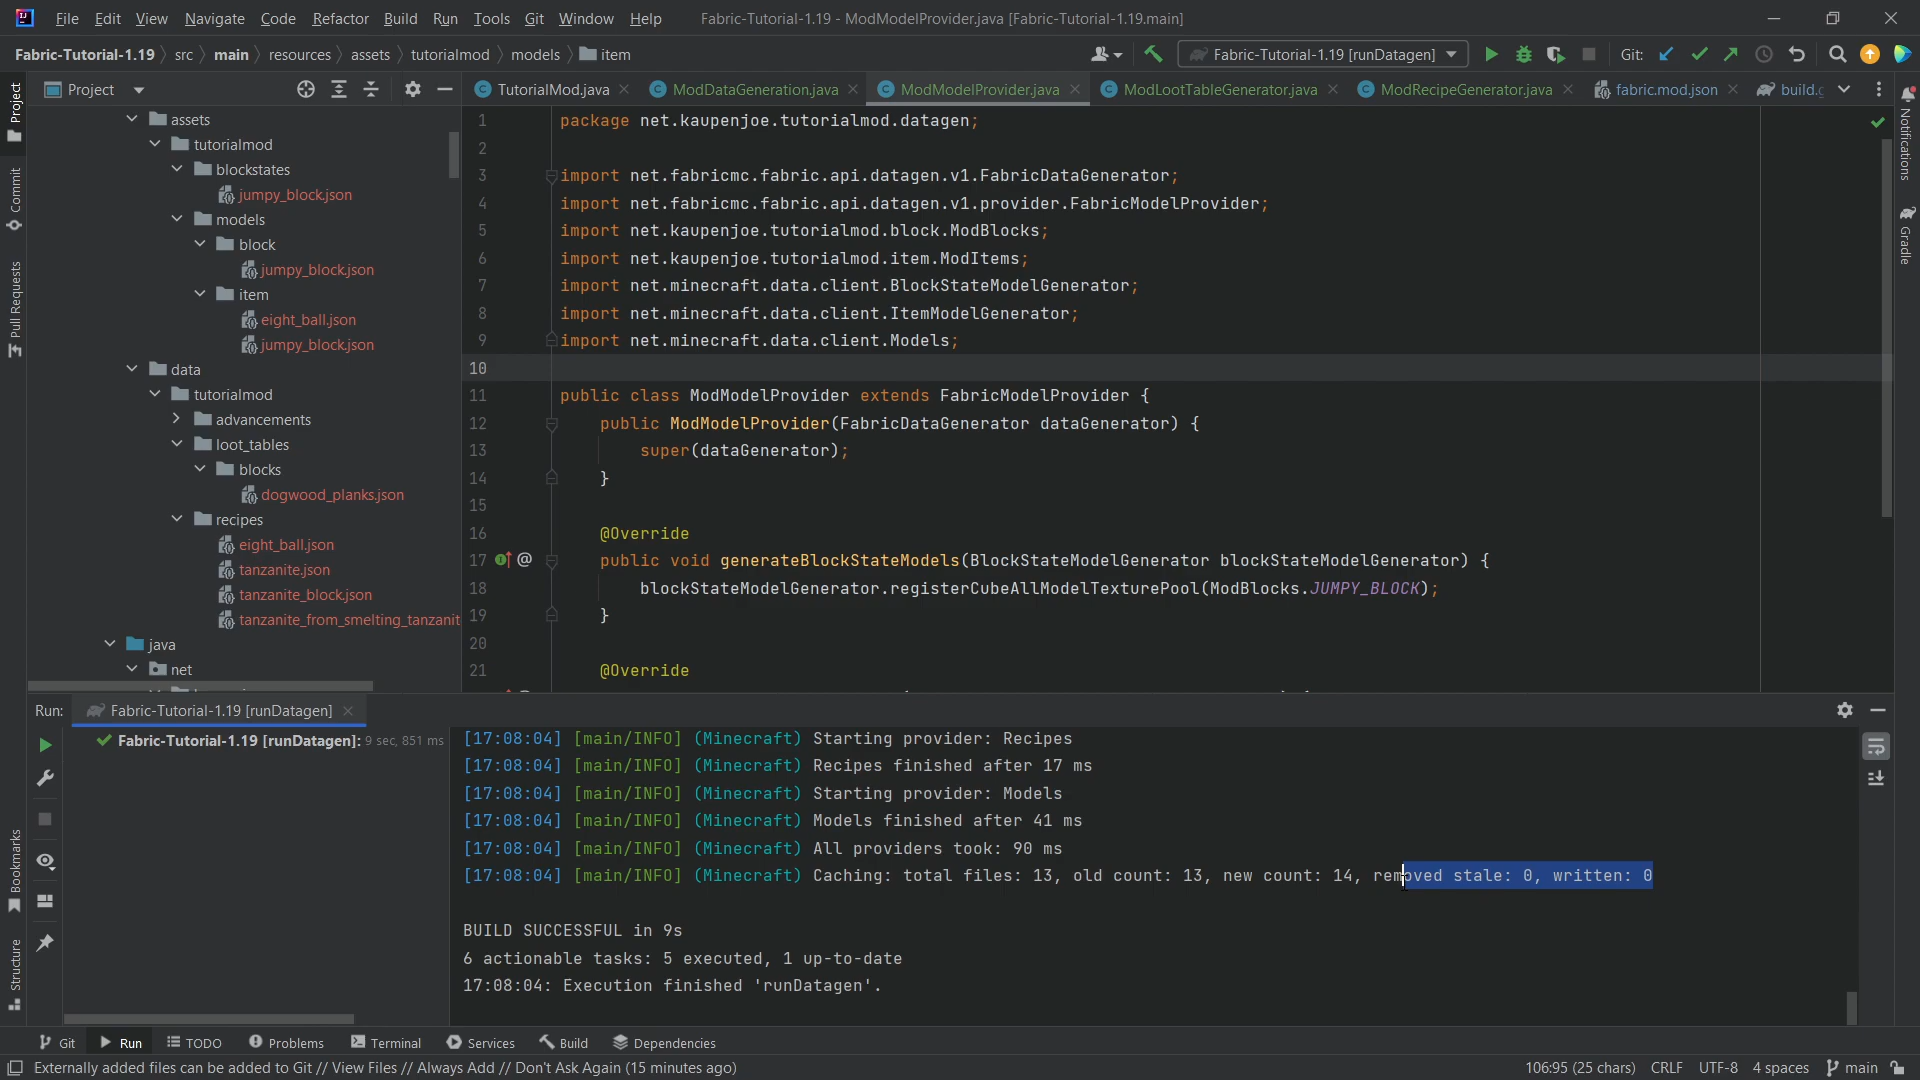 File Edit View Navigate Code Refactor Build Run Tools Git Window Help Fabric-Tutorial-1.19 - ModModelProvider.java [Fabric-Tutorial-1.19.main]
Fabric-Tutorial-1.19 src main resources assets tutorialmod models item Fabric-Tutorial-1.19 [runDatagen] Git:
Project TutorialMod.java ModDataGeneration.java ModModelProvider.java ModLootTableGenerator.java ModRecipeGenerator.java fabric.mod.json build.g
Project
Commit
Pull Requests
Bookmarks
Structure
Notifications
Gradle
assets
tutorialmod
blockstates
jumpy_block.json
models
block
jumpy_block.json
item
eight_ball.json
jumpy_block.json
data
tutorialmod
advancements
loot_tables
blocks
dogwood_planks.json
recipes
eight_ball.json
tanzanite.json
tanzanite_block.json
tanzanite_from_smelting_tanzanit
java
net
1 package net.kaupenjoe.tutorialmod.datagen;
2
3 import net.fabricmc.fabric.api.datagen.v1.FabricDataGenerator;
4 import net.fabricmc.fabric.api.datagen.v1.provider.FabricModelProvider;
5 import net.kaupenjoe.tutorialmod.block.ModBlocks;
6 import net.kaupenjoe.tutorialmod.item.ModItems;
7 import net.minecraft.data.client.BlockStateModelGenerator;
8 import net.minecraft.data.client.ItemModelGenerator;
9 import net.minecraft.data.client.Models;
10
11 public class ModModelProvider extends FabricModelProvider {
12 public ModModelProvider(FabricDataGenerator dataGenerator) {
13 super(dataGenerator);
14 }
15
16 @Override
17 @ public void generateBlockStateModels(BlockStateModelGenerator blockStateModelGenerator) {
18 blockStateModelGenerator.registerCubeAllModelTexturePool(ModBlocks.JUMPY_BLOCK);
19 }
20
21 @Override
Run: Fabric-Tutorial-1.19 [runDatagen]
Fabric-Tutorial-1.19 [runDatagen]: 9 sec, 851 ms
[17:08:04] [main/INFO] (Minecraft) Starting provider: Recipes
[17:08:04] [main/INFO] (Minecraft) Recipes finished after 17 ms
[17:08:04] [main/INFO] (Minecraft) Starting provider: Models
[17:08:04] [main/INFO] (Minecraft) Models finished after 41 ms
[17:08:04] [main/INFO] (Minecraft) All providers took: 90 ms
[17:08:04] [main/INFO] (Minecraft) Caching: total files: 13, old count: 13, new count: 14, removed stale: 0, written: 0
BUILD SUCCESSFUL in 9s
6 actionable tasks: 5 executed, 1 up-to-date
17:08:04: Execution finished 'runDatagen'.
Git Run TODO Problems Terminal Services Build Dependencies
Externally added files can be added to Git // View Files // Always Add // Don't Ask Again (15 minutes ago) 106:95 (25 chars) CRLF UTF-8 4 spaces main